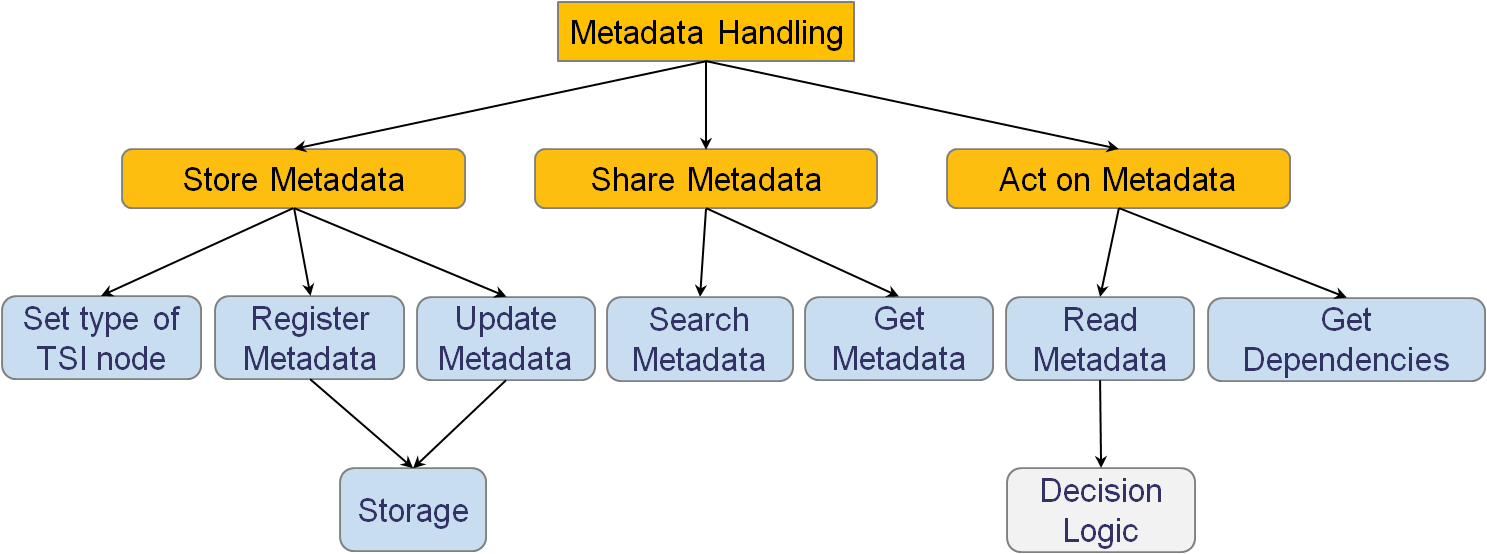 Metadata Handling
Store Metadata
Share Metadata
Act on Metadata
Set type of
TSI node
Register
Metadata
Update
Metadata
Search
Metadata
Get
Metadata
Read
Metadata
Get
Dependencies
Storage
Decision
Logic